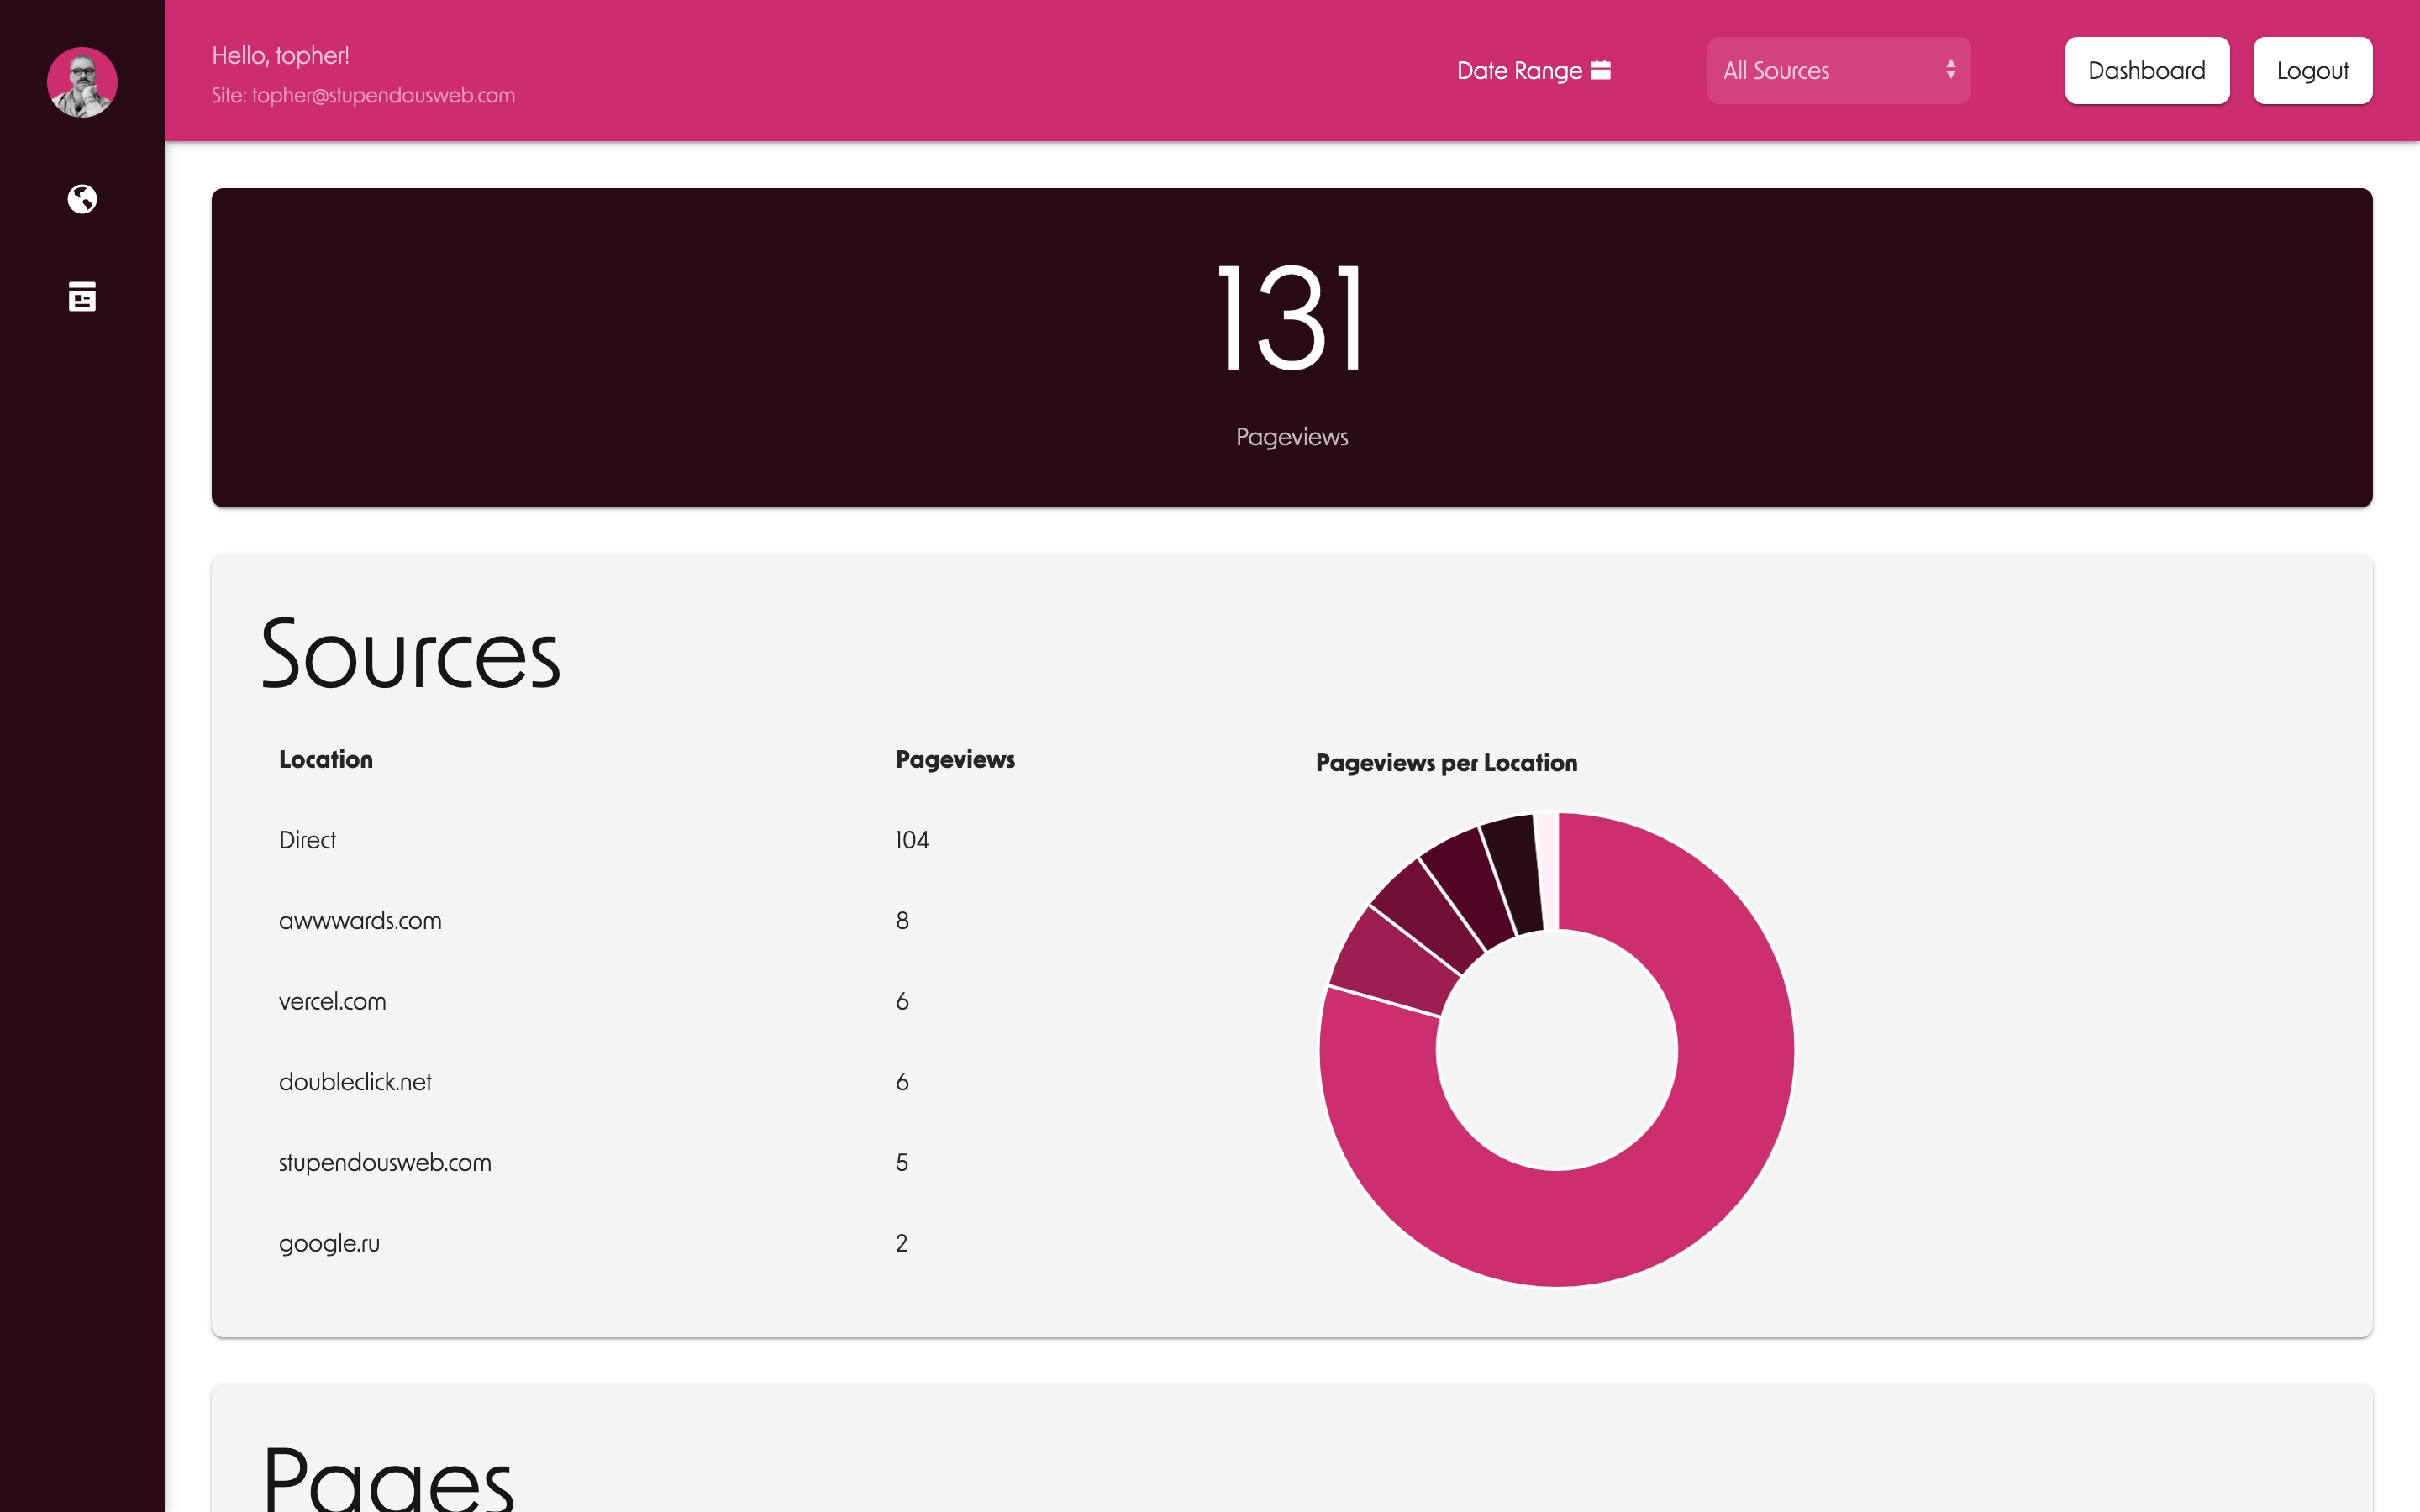 Hello, topher!
Site: topher@stupendousweb.com
Date Range
All Sources
Dashboard
Logout
131
Pageviews
Sources
Location Pageviews
Direct 104
awwwards.com 8
vercel.com 6
doubleclick.net 6
stupendousweb.com 5
google.ru 2
Pageviews per Location
Pages